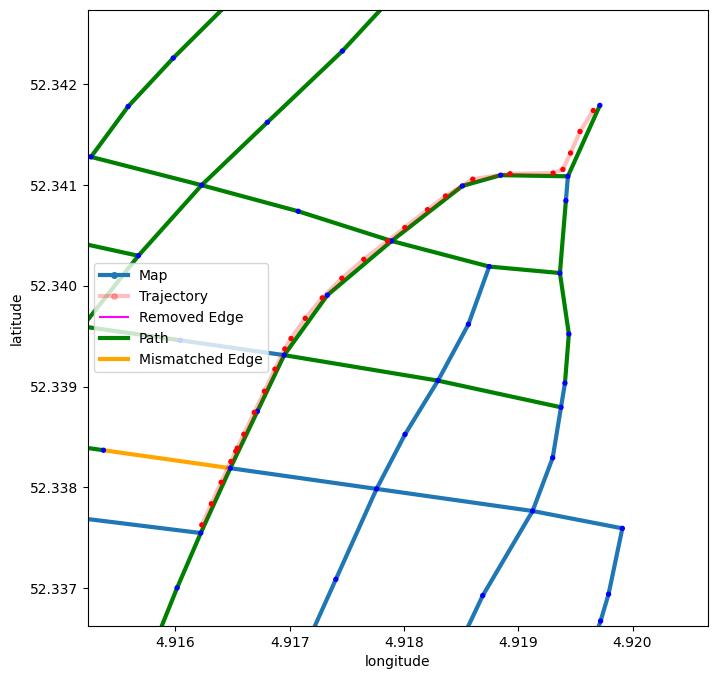 52.342
52.341
52.340
52.339
52.338
52.337
latitude
Map
Trajectory
Removed Edge
Path
Mismatched Edge
4.916 4.917 4.918 4.919 4.920
longitude